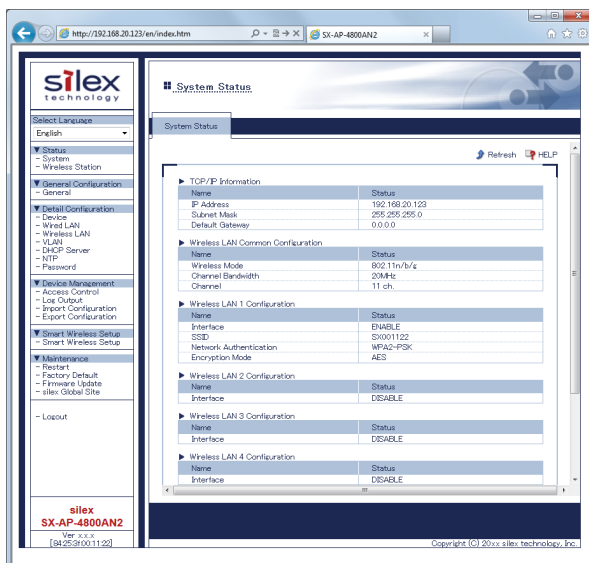 http://192.168.20.123/en/index.htm
SX-AP-4800AN2
silex
technology
Select Language
English
▼ Status
- System
- Wireless Station
▼ General Configuration
- General
▼ Detail Configuration
- Device
- Wired LAN
- Wireless LAN
- VLAN
- DHCP Server
- NTP
- Password
▼ Device Management
- Access Control
- Log Output
- Import Configuration
- Export Configuration
▼ Smart Wireless Setup
- Smart Wireless Setup
▼ Maintenance
- Restart
- Factory Default
- Firmware Update
- silex Global Site
- Logout
silex
SX-AP-4800AN2
Ver x.x.x
[84:25:3f:00:11:22]
System Status
System Status
Refresh HELP
▶ TCP/IP Information
Name Status
IP Address 192.168.20.123
Subnet Mask 255.255.255.0
Default Gateway 0.0.0.0
▶ Wireless LAN Common Configuration
Name Status
Wireless Mode 802.11n/b/g
Channel Bandwidth 20MHz
Channel 11 ch.
▶ Wireless LAN 1 Configuration
Name Status
Interface ENABLE
SSID SX001122
Network Authentication WPA2-PSK
Encryption Mode AES
▶ Wireless LAN 2 Configuration
Name Status
Interface DISABLE
▶ Wireless LAN 3 Configuration
Name Status
Interface DISABLE
▶ Wireless LAN 4 Configuration
Name Status
Interface DISABLE
Copyright (C) 20xx silex technology, Inc.